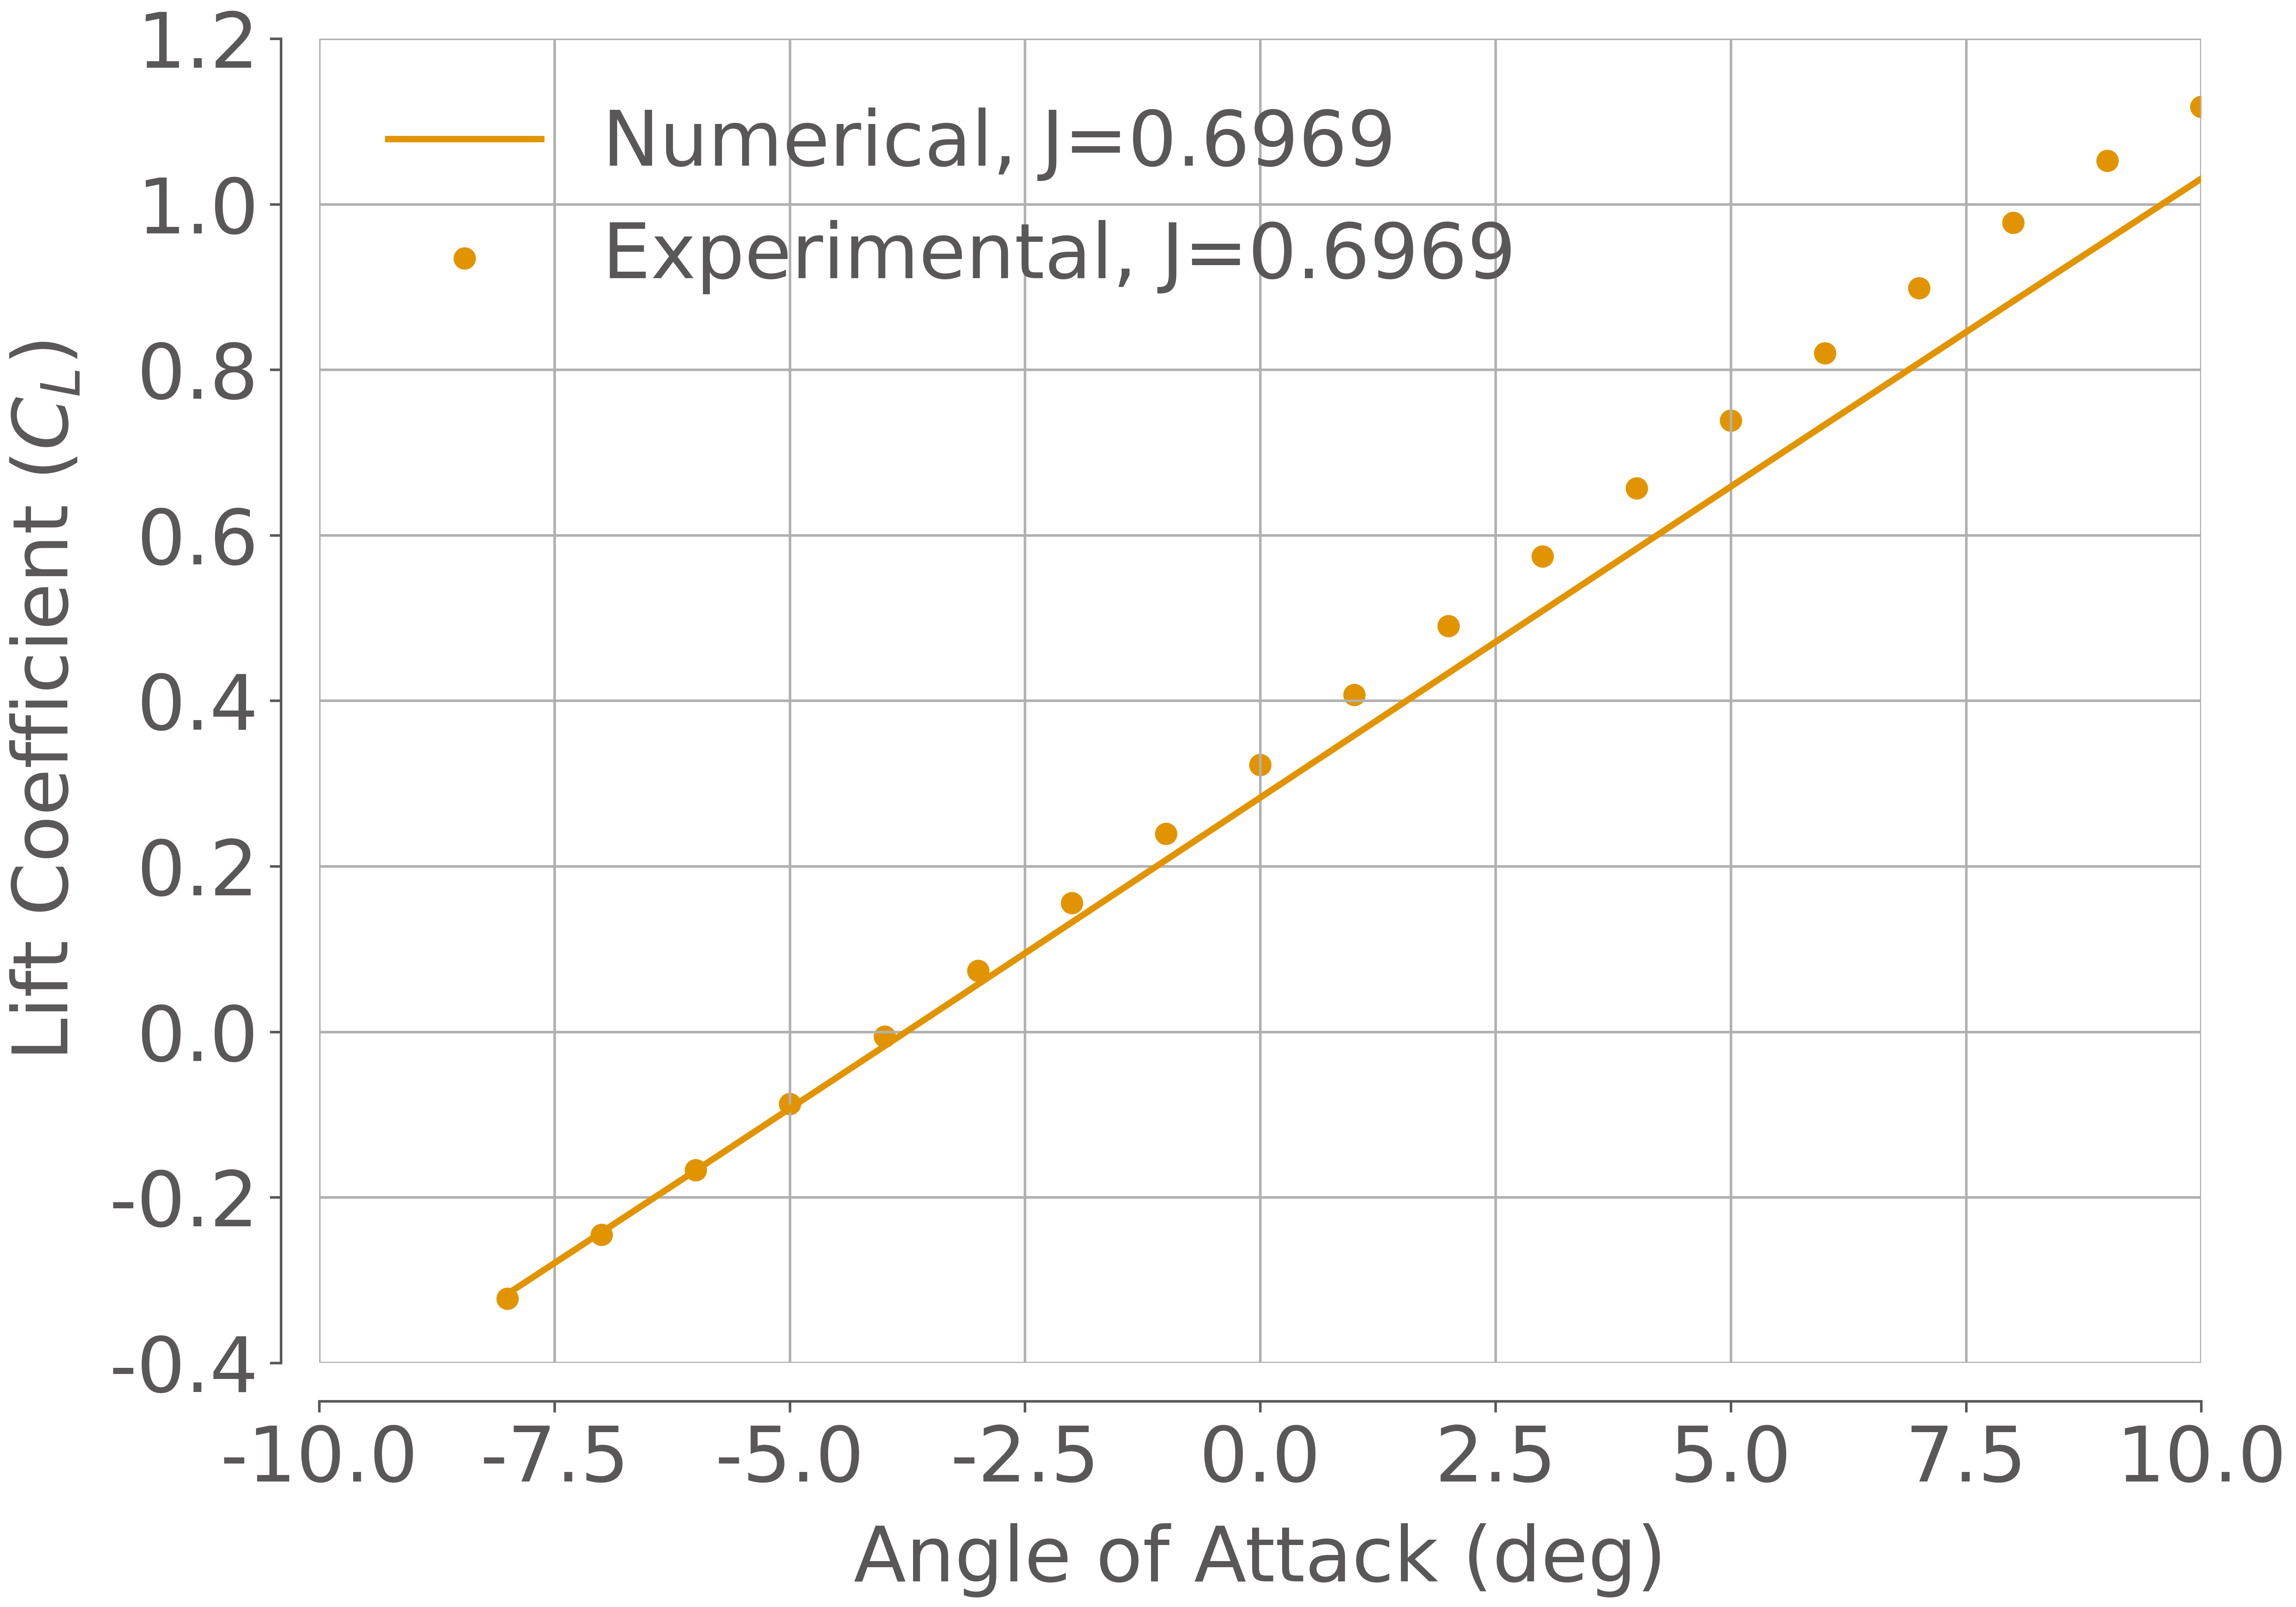 1.2
1.0
0.8
0.6
0.4
0.2
0.0
-0.2
-0.4
Lift Coefficient (C_L)
Numerical, J=0.6969
Experimental, J=0.6969
-10.0 -7.5 -5.0 -2.5 0.0 2.5 5.0 7.5 10.0
Angle of Attack (deg)